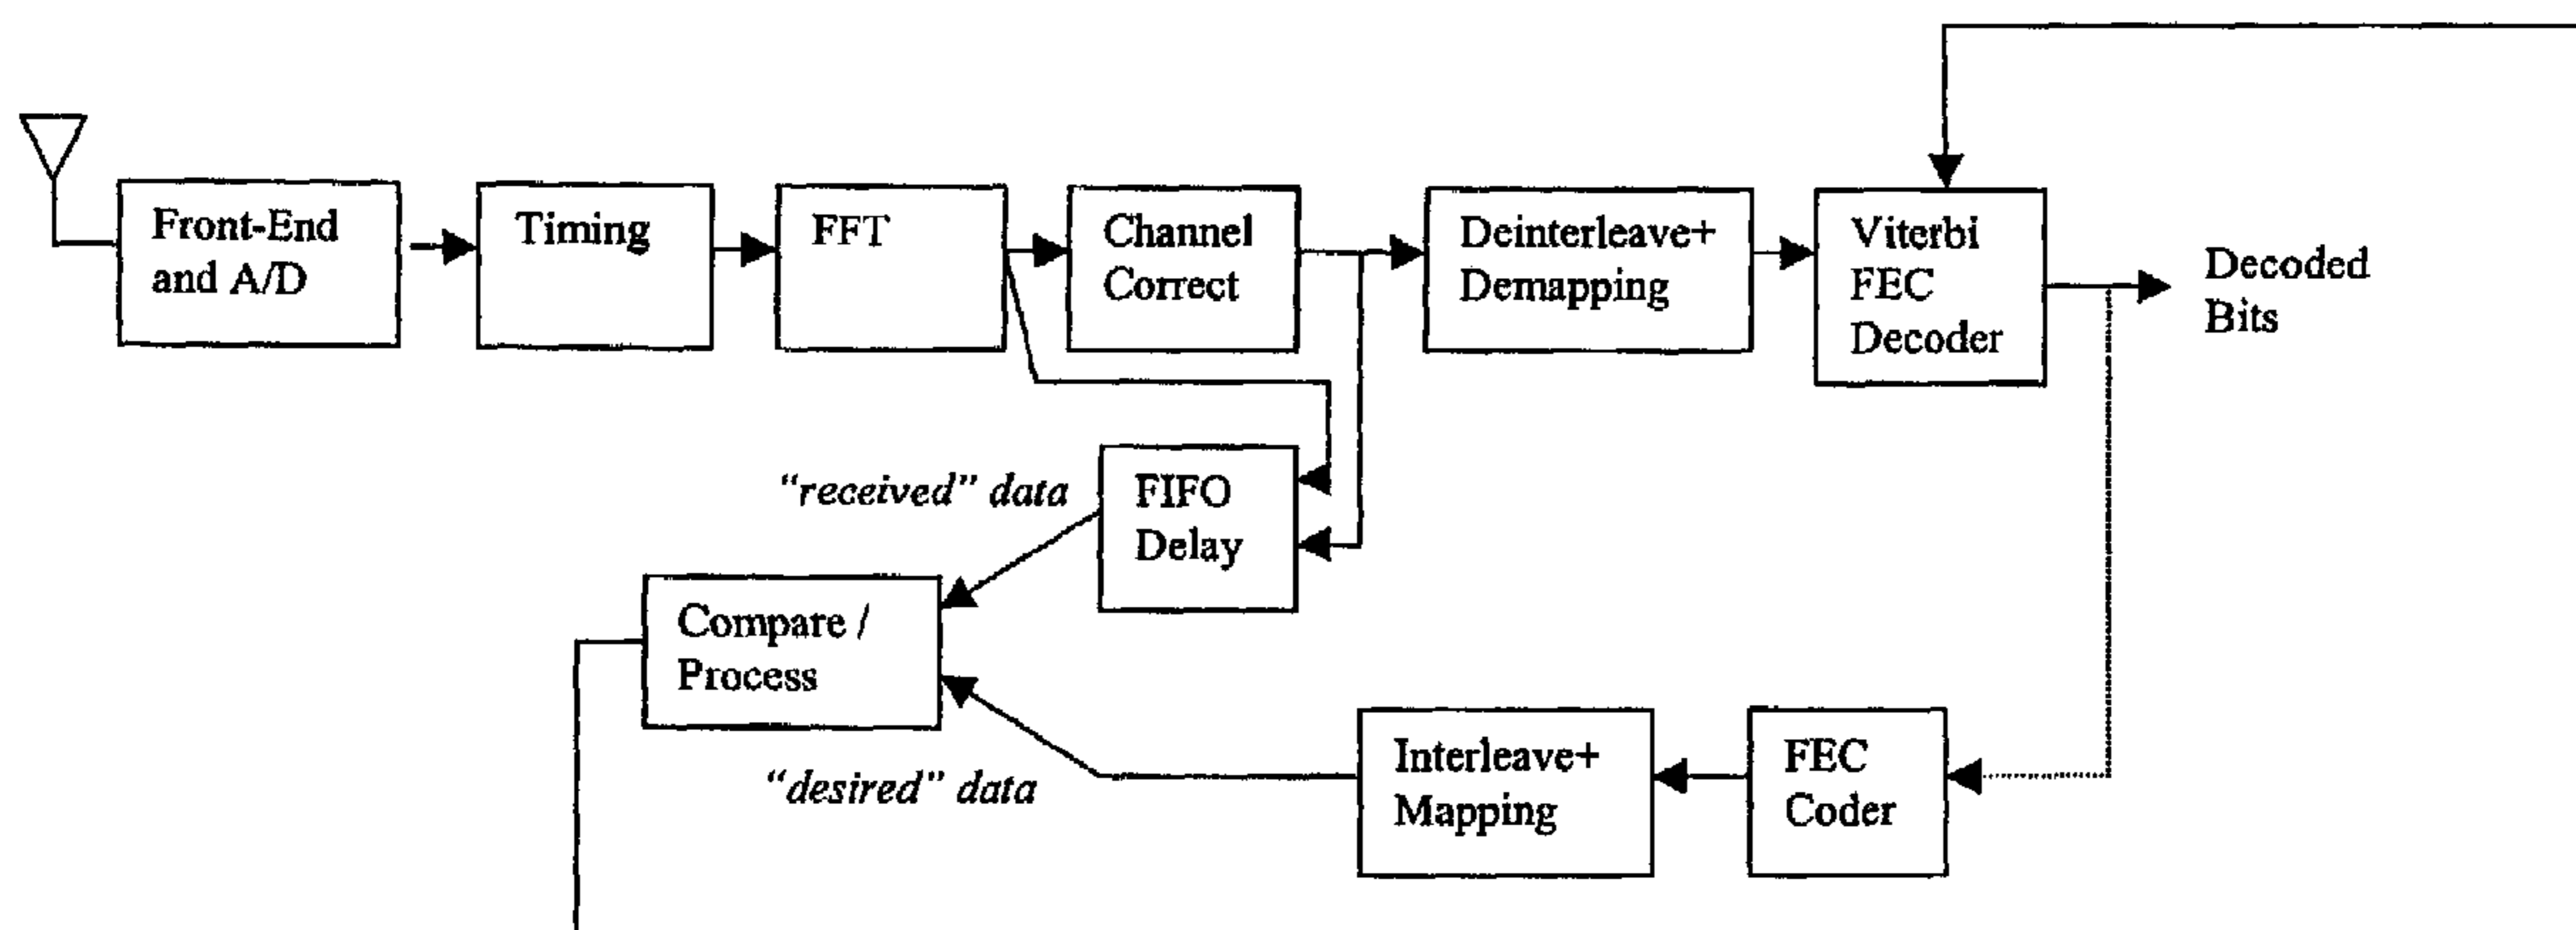 Front-End
and A/D
Timing
FFT
Channel
Correct
Deinterleave+
Demapping
Viterbi
FEC
Decoder
Decoded
Bits
"received" data
FIFO
Delay
Compare /
Process
"desired" data
Interleave+
Mapping
FEC
Coder